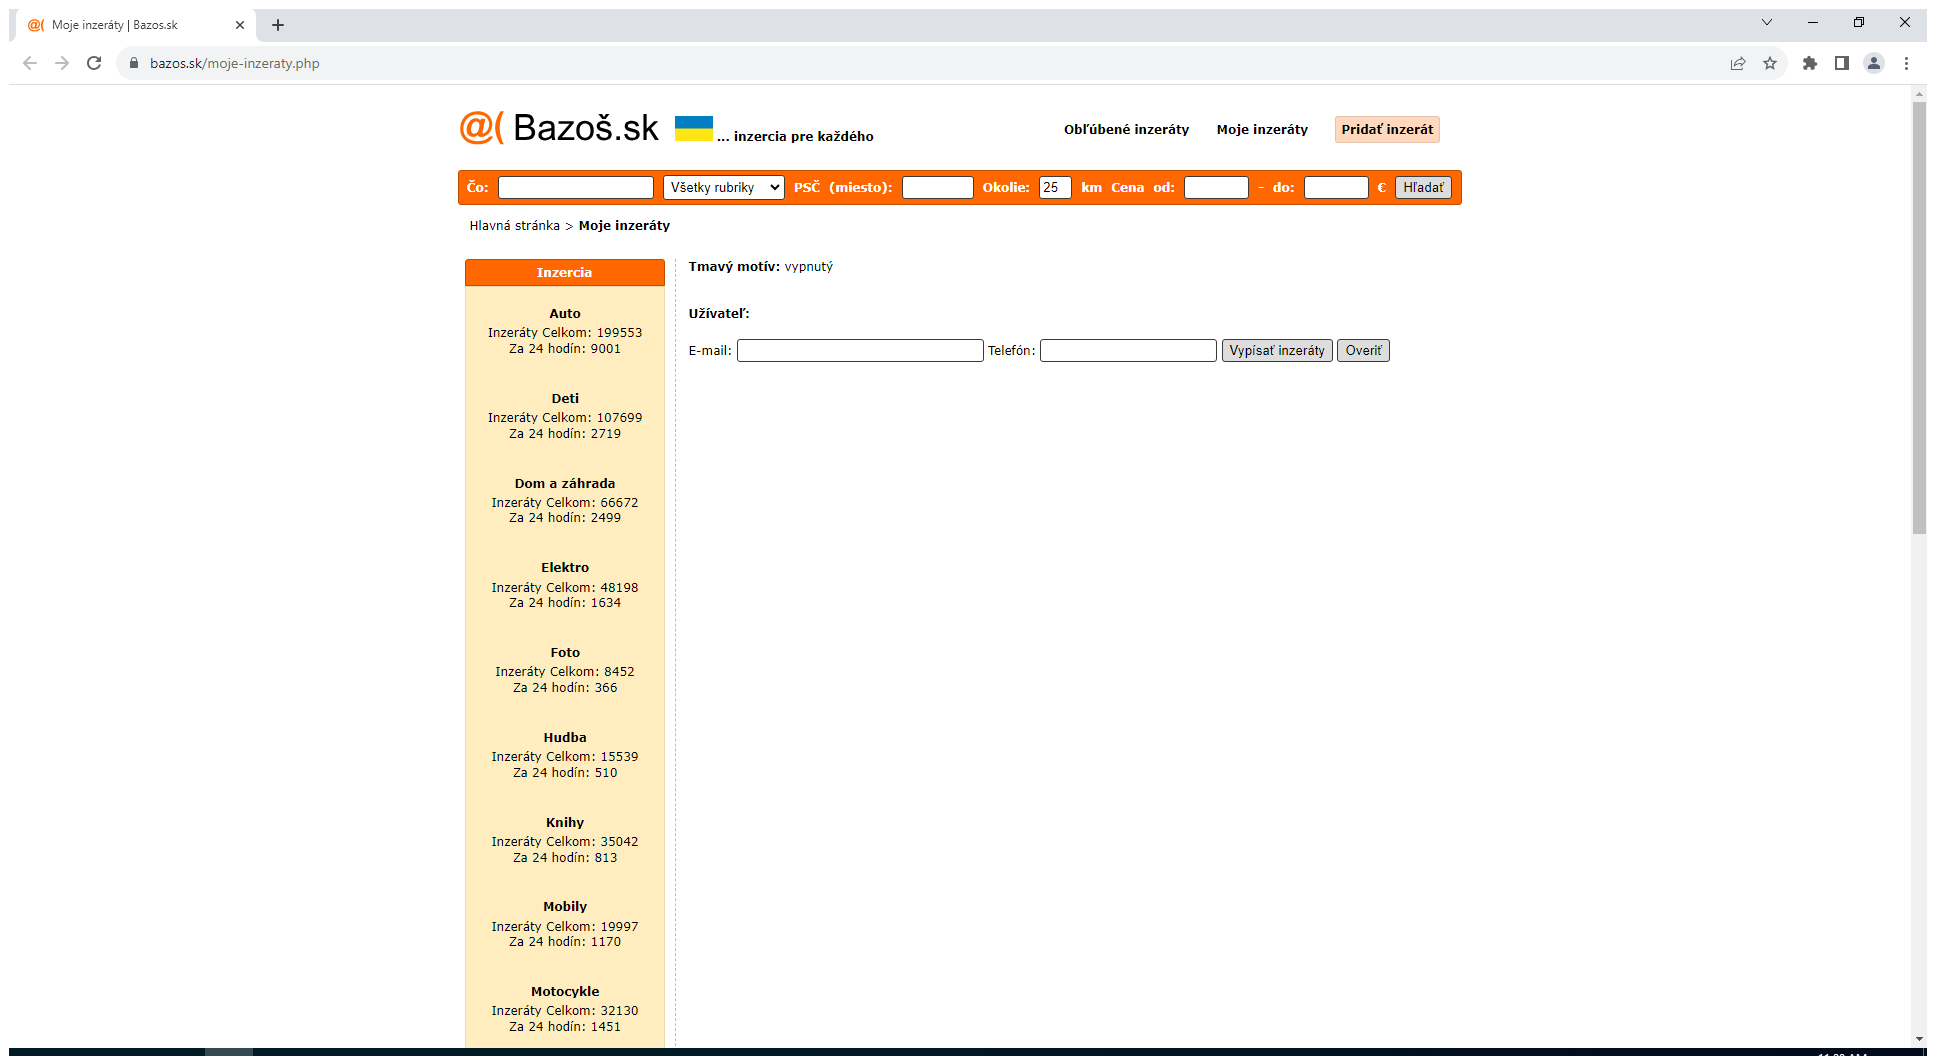 Moje inzeráty | Bazos.sk
bazos.sk/moje-inzeraty.php
@( Bazoš.sk ... inzercia pre každého Obľúbené inzeráty Moje inzeráty Pridať inzerát
Čo: Všetky rubriky PSČ (miesto): Okolie: 25 km Cena od: - do: € Hľadať
Hlavná stránka > Moje inzeráty
Inzercia
Auto
Inzeráty Celkom: 199553
Za 24 hodín: 9001
Deti
Inzeráty Celkom: 107699
Za 24 hodín: 2719
Dom a záhrada
Inzeráty Celkom: 66672
Za 24 hodín: 2499
Elektro
Inzeráty Celkom: 48198
Za 24 hodín: 1634
Foto
Inzeráty Celkom: 8452
Za 24 hodín: 366
Hudba
Inzeráty Celkom: 15539
Za 24 hodín: 510
Knihy
Inzeráty Celkom: 35042
Za 24 hodín: 813
Mobily
Inzeráty Celkom: 19997
Za 24 hodín: 1170
Motocykle
Inzeráty Celkom: 32130
Za 24 hodín: 1451
Tmavý motív: vypnutý
Užívateľ:
E-mail: Telefón: Vypísať inzeráty Overiť